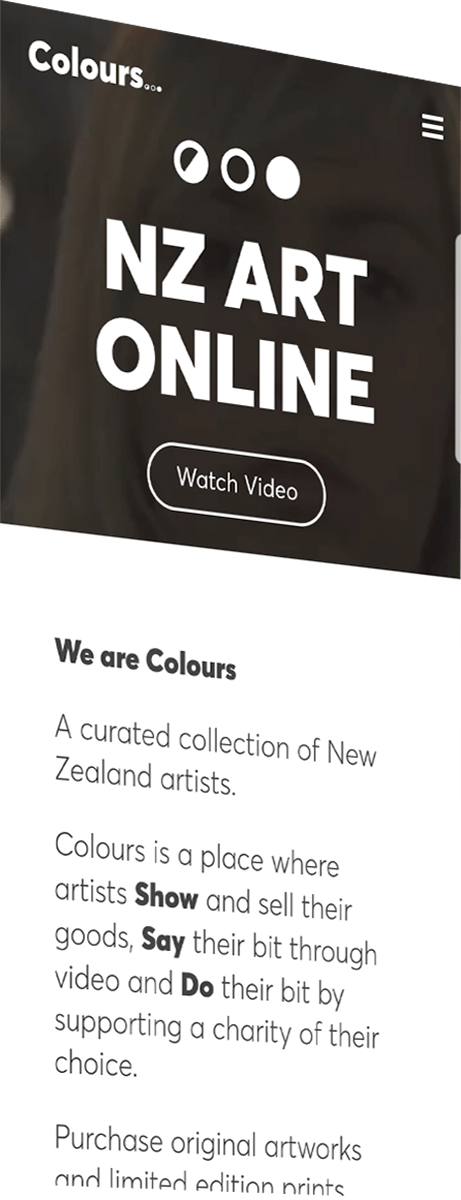 Colours...
NZ ART
ONLINE
Watch Video
We are Colours
A curated collection of New
Zealand artists.
Colours is a place where
artists Show and sell their
goods, Say their bit through
video and Do their bit by
supporting a charity of their
choice.
Purchase original artworks
and limited edition prints